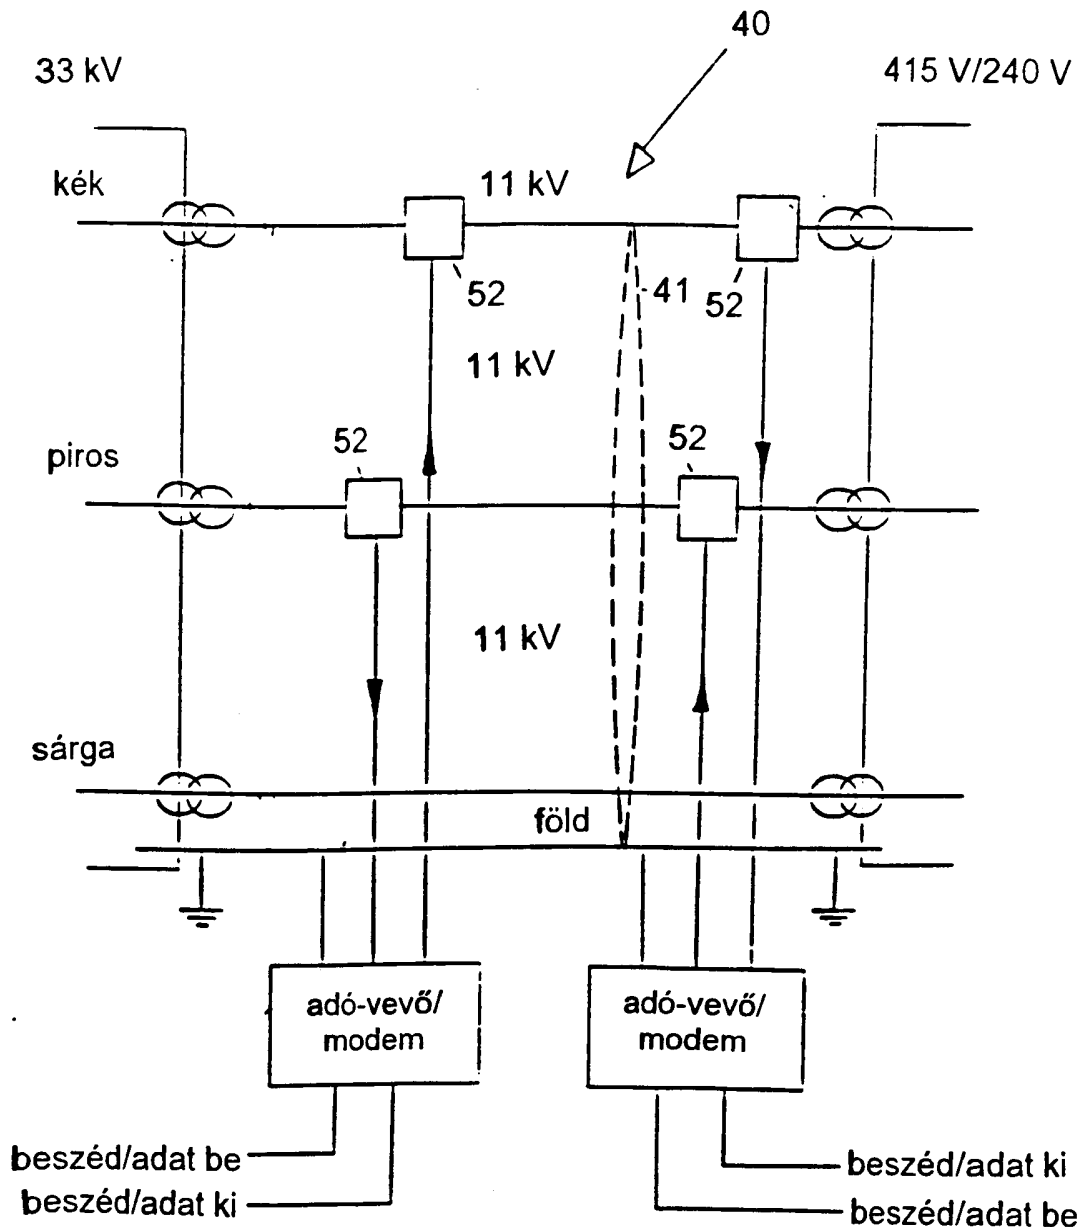 40
33 kV
415 V/240 V
kék
11 kV
52
41
52
11 kV
piros
52
52
11 kV
sárga
föld
adó-vevő/
modem
adó-vevő/
modem
beszéd/adat be
beszéd/adat ki
beszéd/adat ki
beszéd/adat be